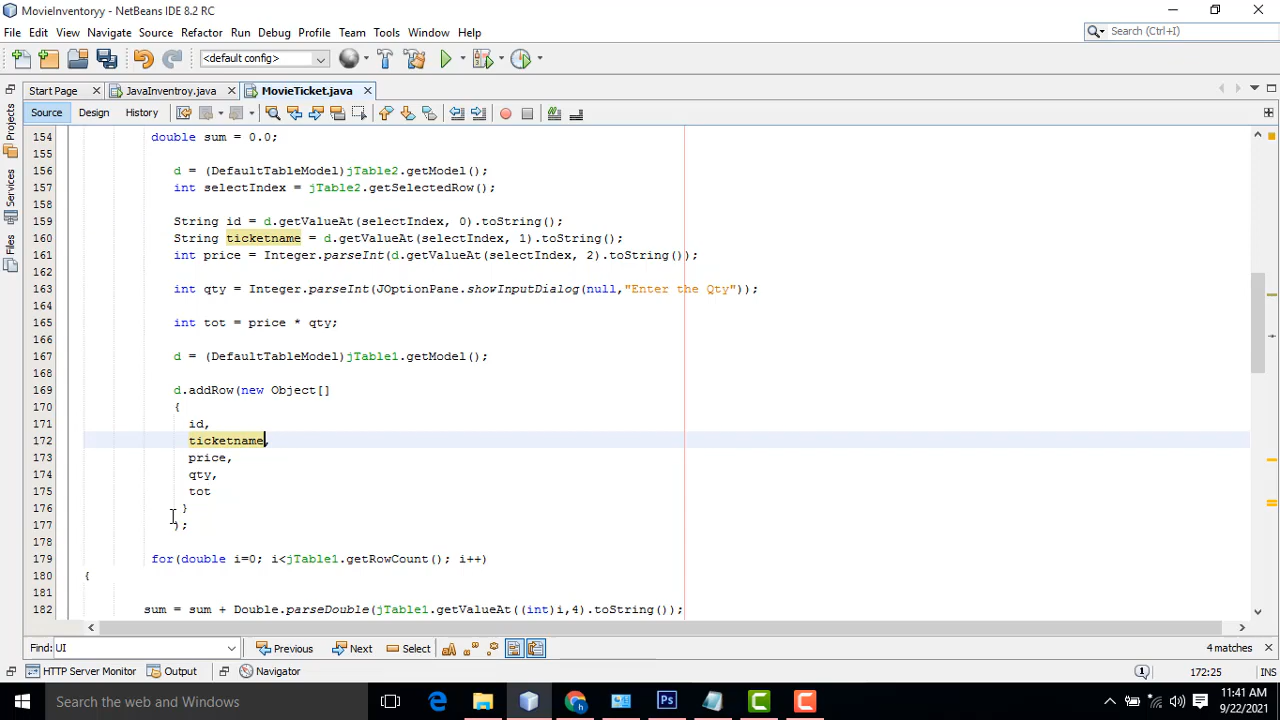 MovieInventoryy - NetBeans IDE 8.2 RC
File Edit View Navigate Source Refactor Run Debug Profile Team Tools Window Help
Search (Ctrl+I)
<default config>
Start Page JavaInventroy.java MovieTicket.java
Source Design History
Projects
Services
Files
154 double sum = 0.0;
155
156 d = (DefaultTableModel)jTable2.getModel();
157 int selectIndex = jTable2.getSelectedRow();
158
159 String id = d.getValueAt(selectIndex, 0).toString();
160 String ticketname = d.getValueAt(selectIndex, 1).toString();
161 int price = Integer.parseInt(d.getValueAt(selectIndex, 2).toString());
162
163 int qty = Integer.parseInt(JOptionPane.showInputDialog(null,"Enter the Qty"));
164
165 int tot = price * qty;
166
167 d = (DefaultTableModel)jTable1.getModel();
168
169 d.addRow(new Object[]
170 {
171 id,
172 ticketname,
173 price,
174 qty,
175 tot
176 }
177 );
178
179 for(double i=0; i<jTable1.getRowCount(); i++)
180 {
181
182 sum = sum + Double.parseDouble(jTable1.getValueAt((int)i,4).toString());
Find: UI Previous Next Select 4 matches
HTTP Server Monitor Output Navigator 172:25 INS
Search the web and Windows
11:41 AM
9/22/2021